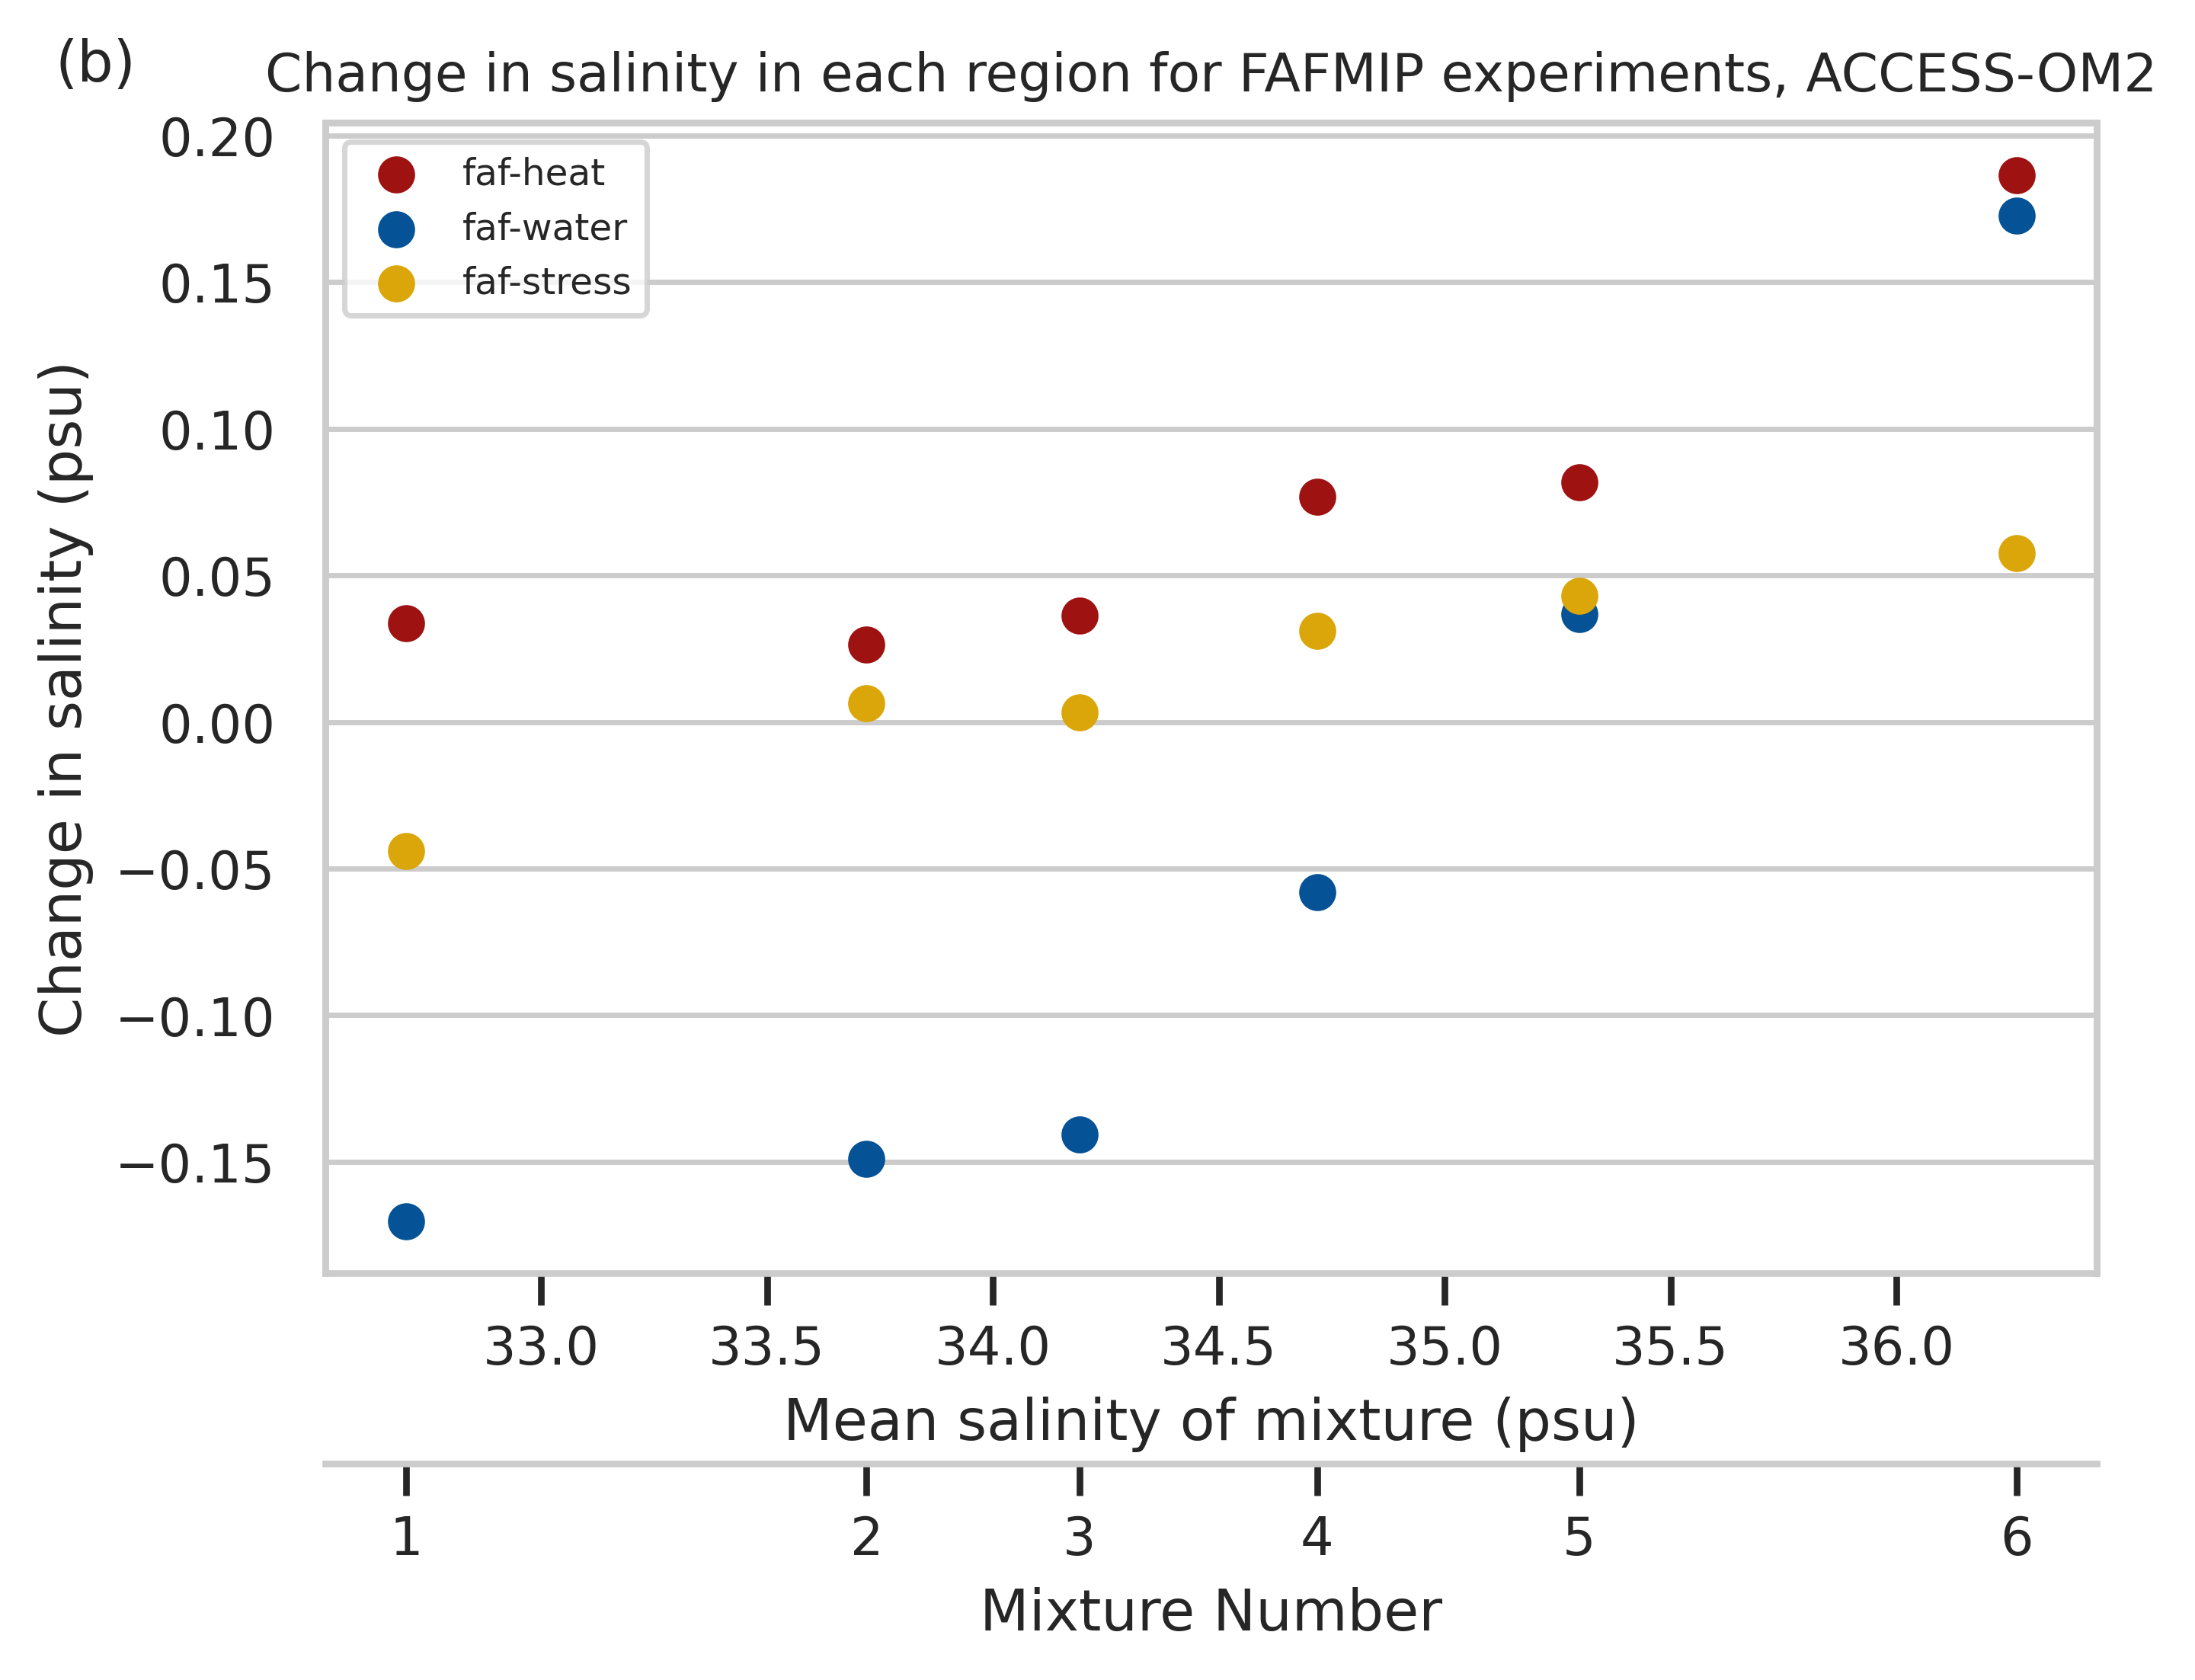 (b)
Change in salinity in each region for FAFMIP experiments, ACCESS-OM2
faf-heat
faf-water
faf-stress
Change in salinity (psu)
0.20
0.15
0.10
0.05
0.00
−0.05
−0.10
−0.15
33.0 33.5 34.0 34.5 35.0 35.5 36.0
Mean salinity of mixture (psu)
1 2 3 4 5 6
Mixture Number